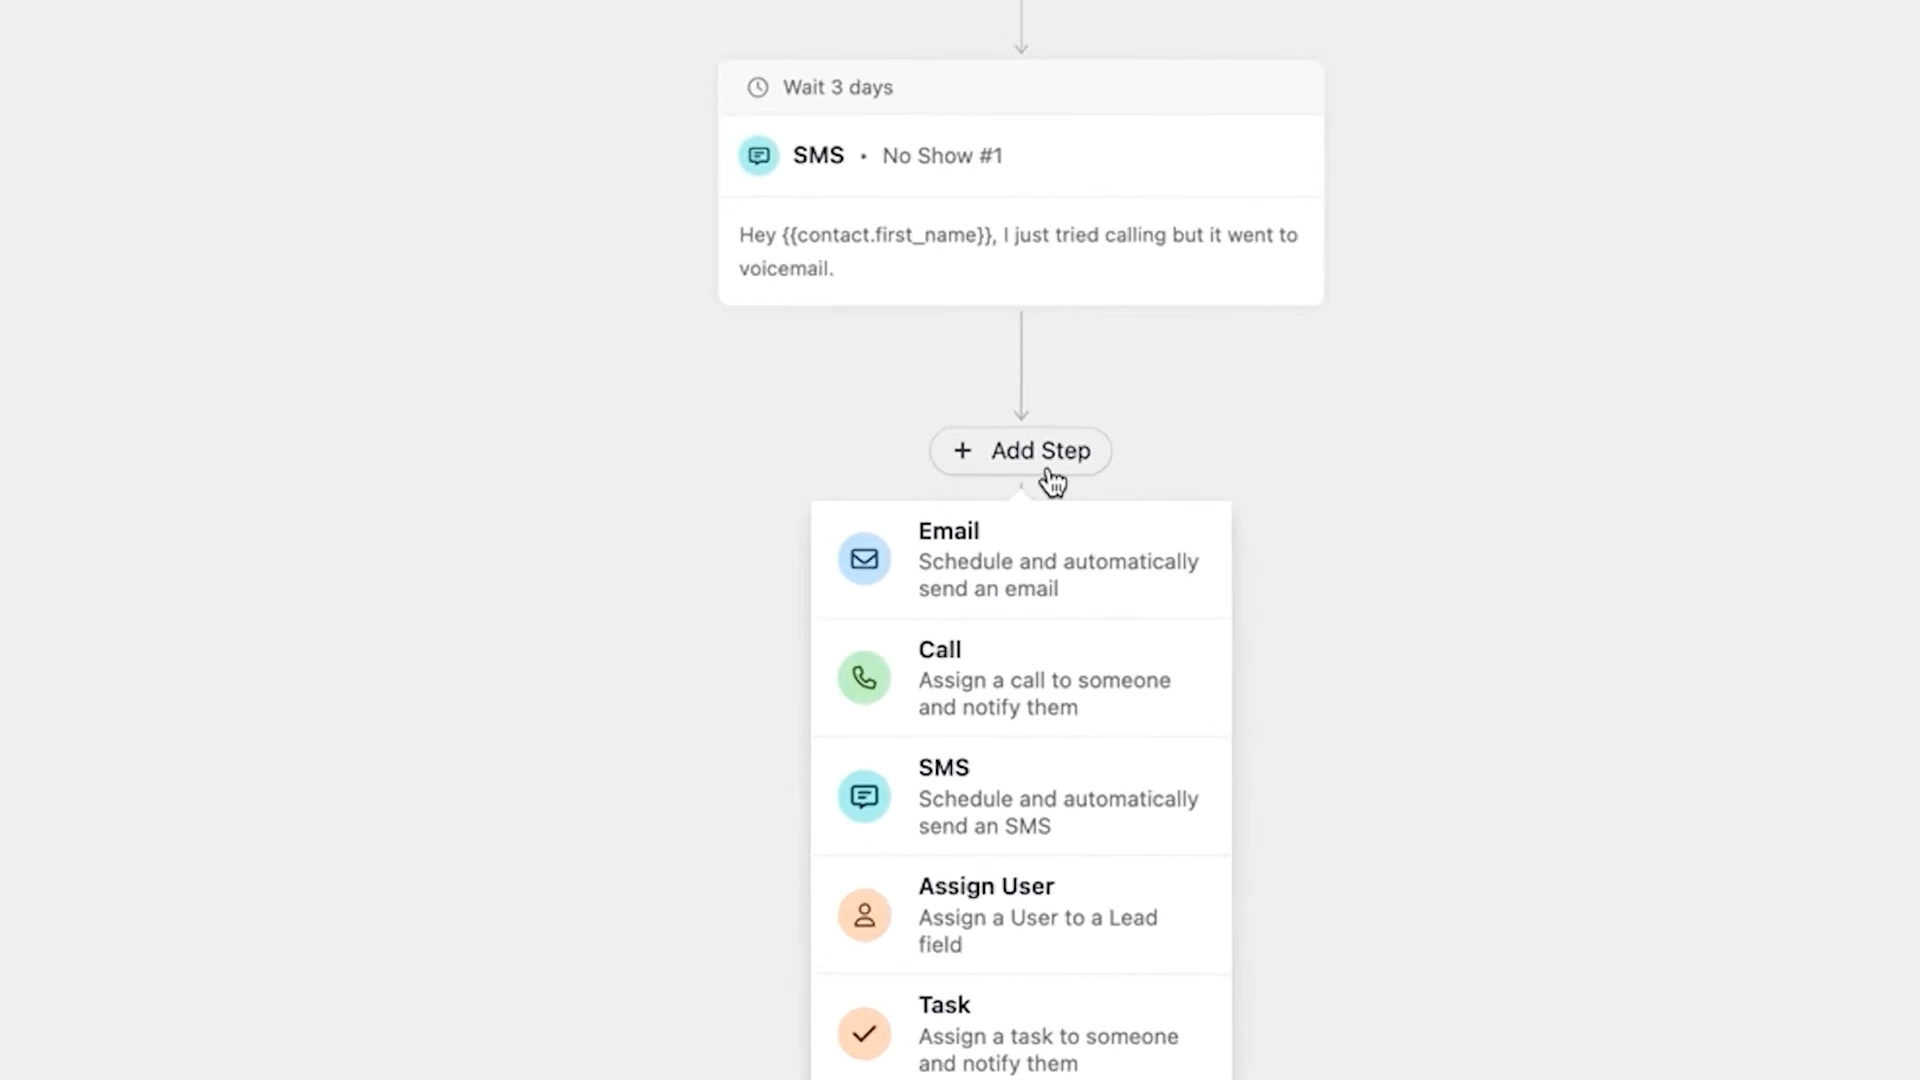 Wait 3 days
SMS • No Show #1
Hey {{contact.first_name}}, I just tried calling but it went to
voicemail.
+ Add Step
Email
Schedule and automatically
send an email
Call
Assign a call to someone
and notify them
SMS
Schedule and automatically
send an SMS
Assign User
Assign a User to a Lead
field
Task
Assign a task to someone
and notify them